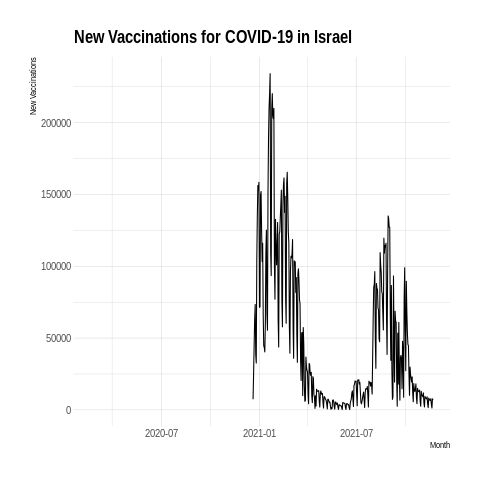 New Vaccinations for COVID-19 in Israel
New Vaccinations
200000
150000
100000
50000
0
2020-07 2021-01 2021-07
Month